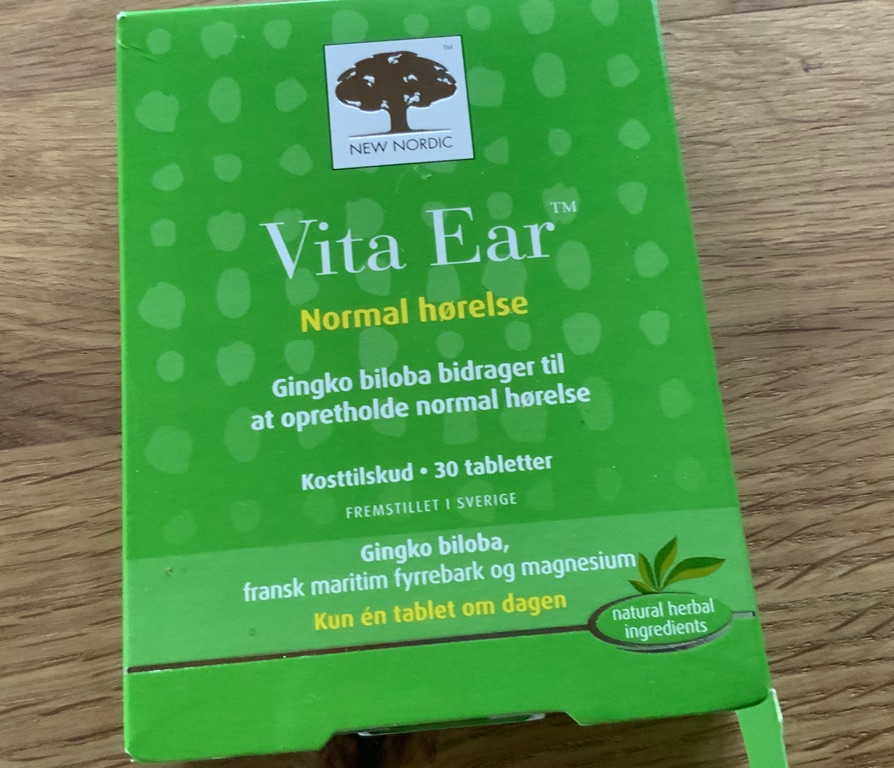 TM
NEW NORDIC
Vita Ear™
Normal hørelse
Gingko biloba bidrager til
at opretholde normal hørelse
Kosttilskud • 30 tabletter
FREMSTILLET I SVERIGE
Gingko biloba,
fransk maritim fyrrebark og magnesium
Kun én tablet om dagen
natural herbal
ingredients